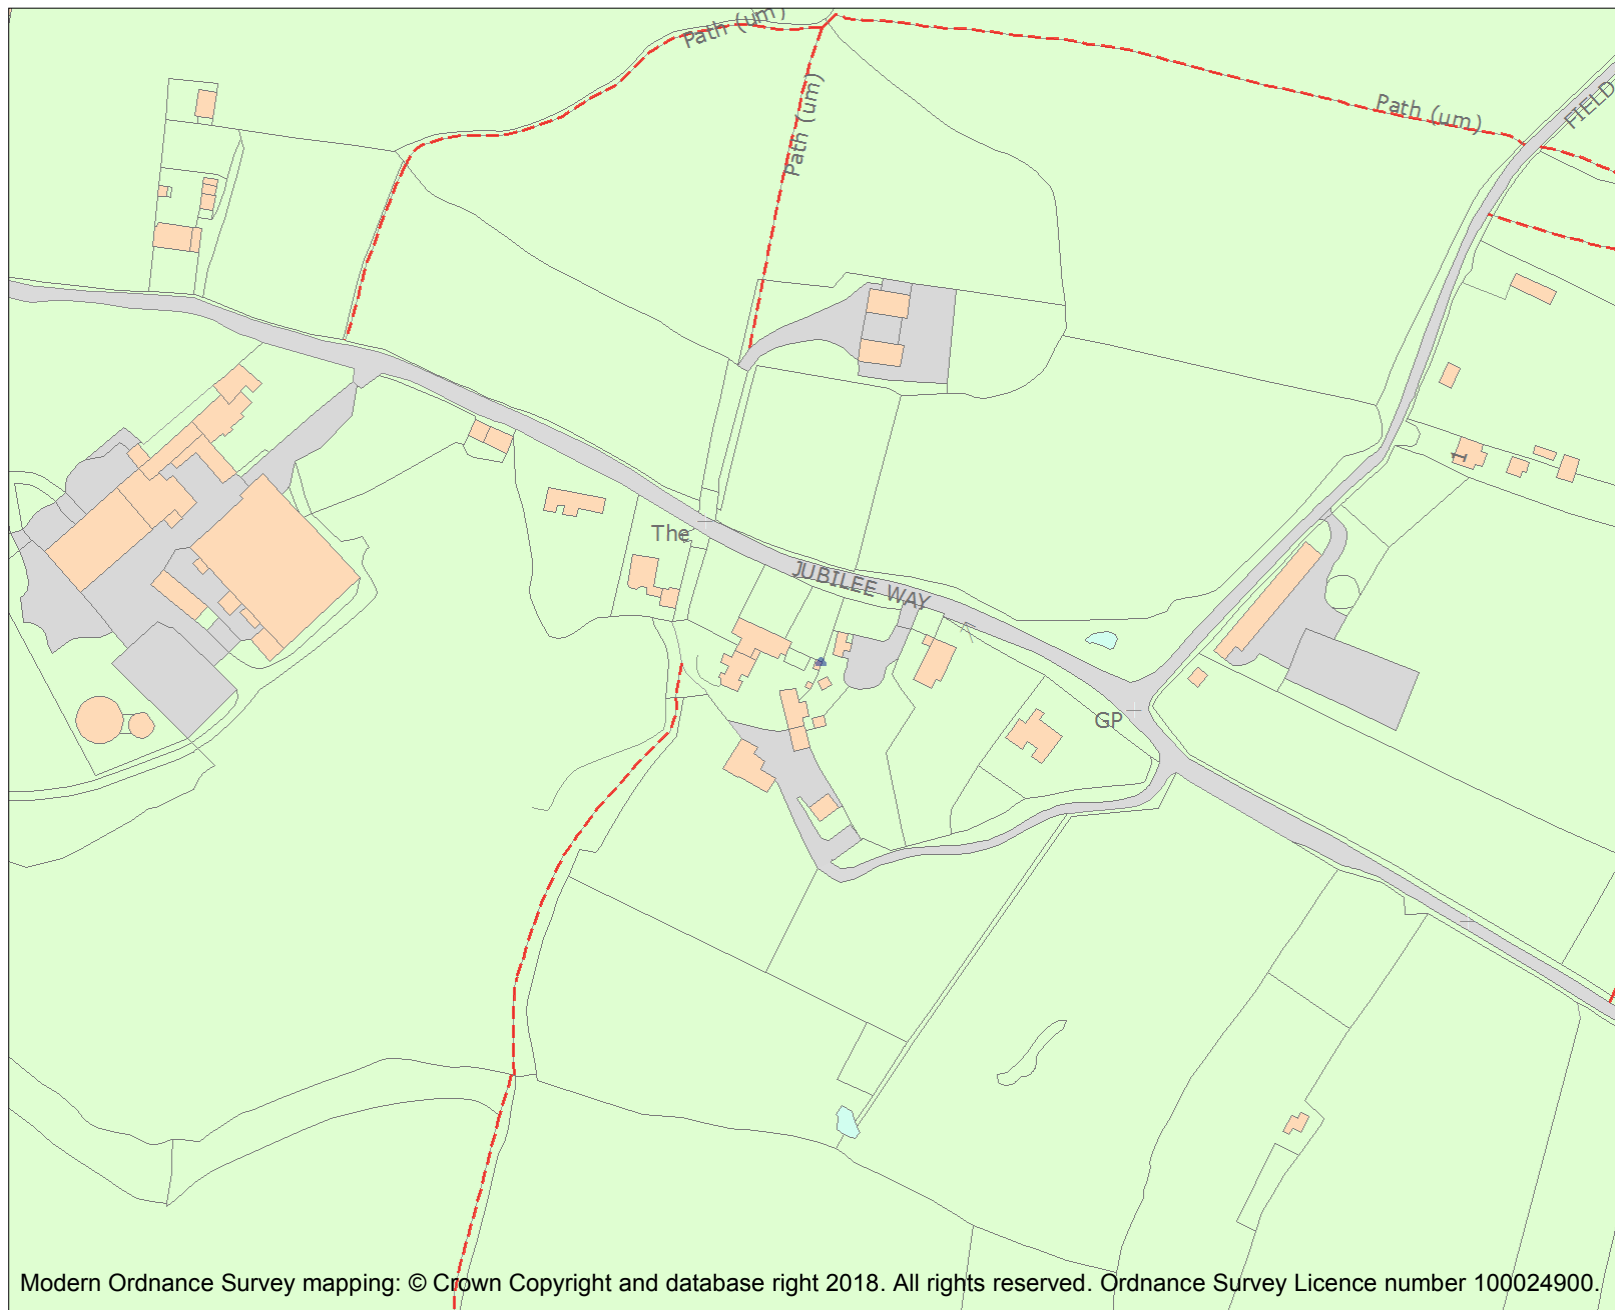 Path (um)
Path (um)
Path (um)
FIELD
1
The
JUBILEE WAY
GP
Modern Ordnance Survey mapping: © Crown Copyright and database right 2018. All rights reserved. Ordnance Survey Licence number 100024900.